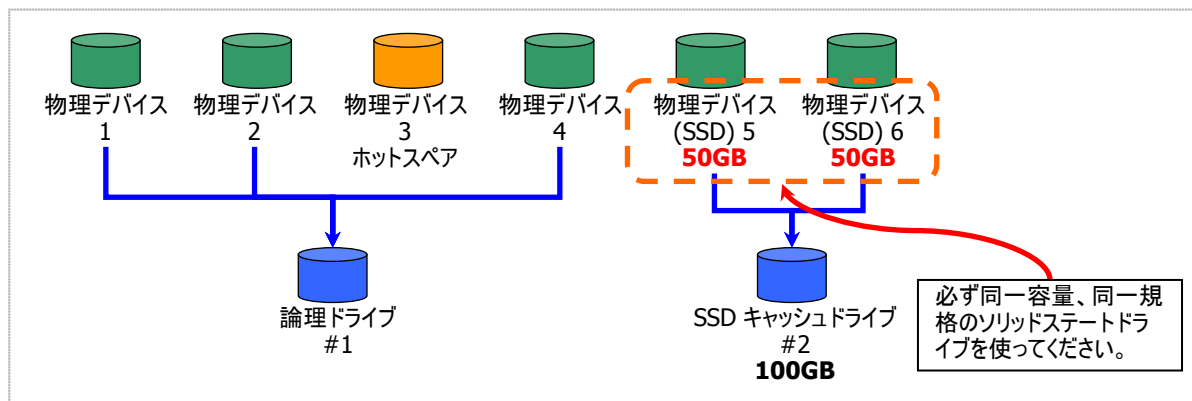 物理デバイス
1
物理デバイス
2
物理デバイス
3
ホットスペア
物理デバイス
4
物理デバイス
(SSD) 5
50GB
物理デバイス
(SSD) 6
50GB
論理ドライブ
#1
SSD キャッシュドライブ
#2
100GB
必ず同一容量、同一規
格のソリッドステートドラ
イブを使ってください。